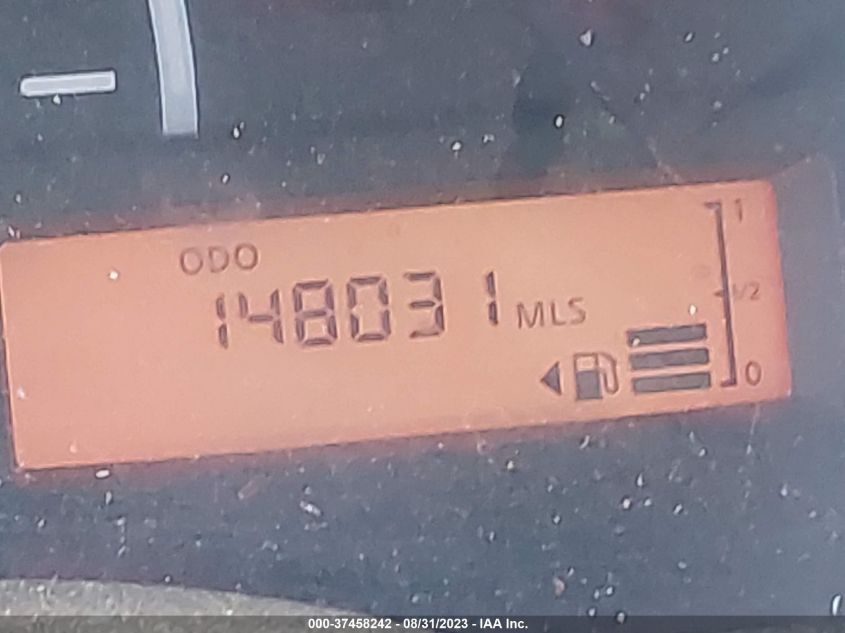 ODO
1
148031 MLS
1/2
0
000-37458242 - 08/31/2023 - IAA Inc.